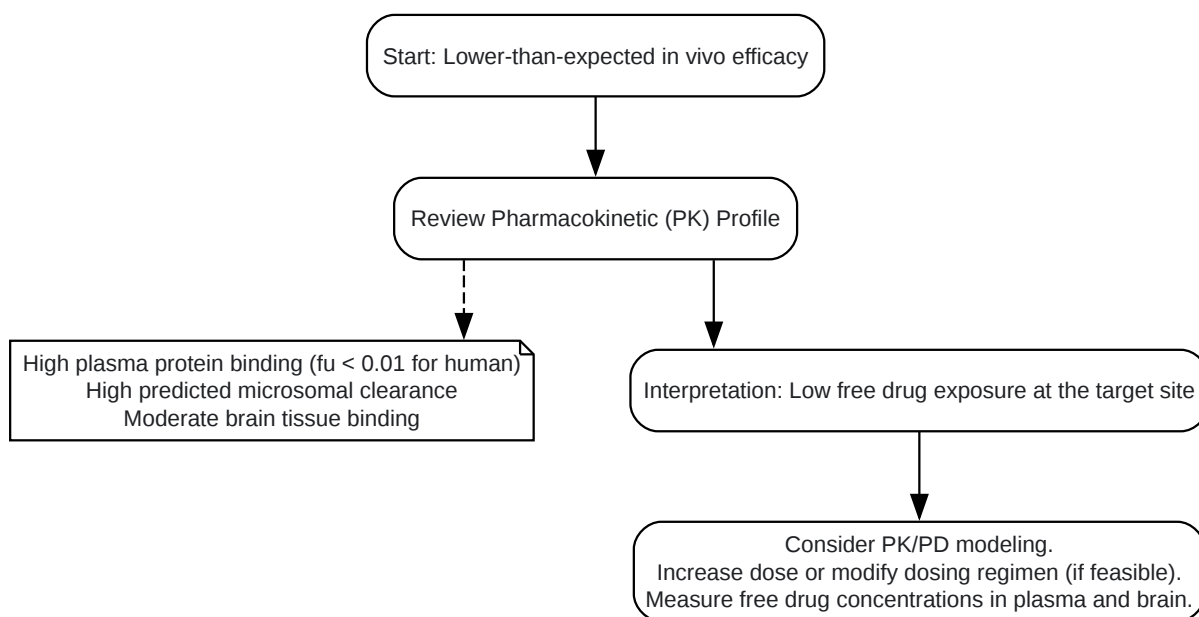 Start: Lower-than-expected in vivo efficacy
Review Pharmacokinetic (PK) Profile
High plasma protein binding (fu < 0.01 for human)
High predicted microsomal clearance
Moderate brain tissue binding
Interpretation: Low free drug exposure at the target site
Consider PK/PD modeling.
Increase dose or modify dosing regimen (if feasible).
Measure free drug concentrations in plasma and brain.